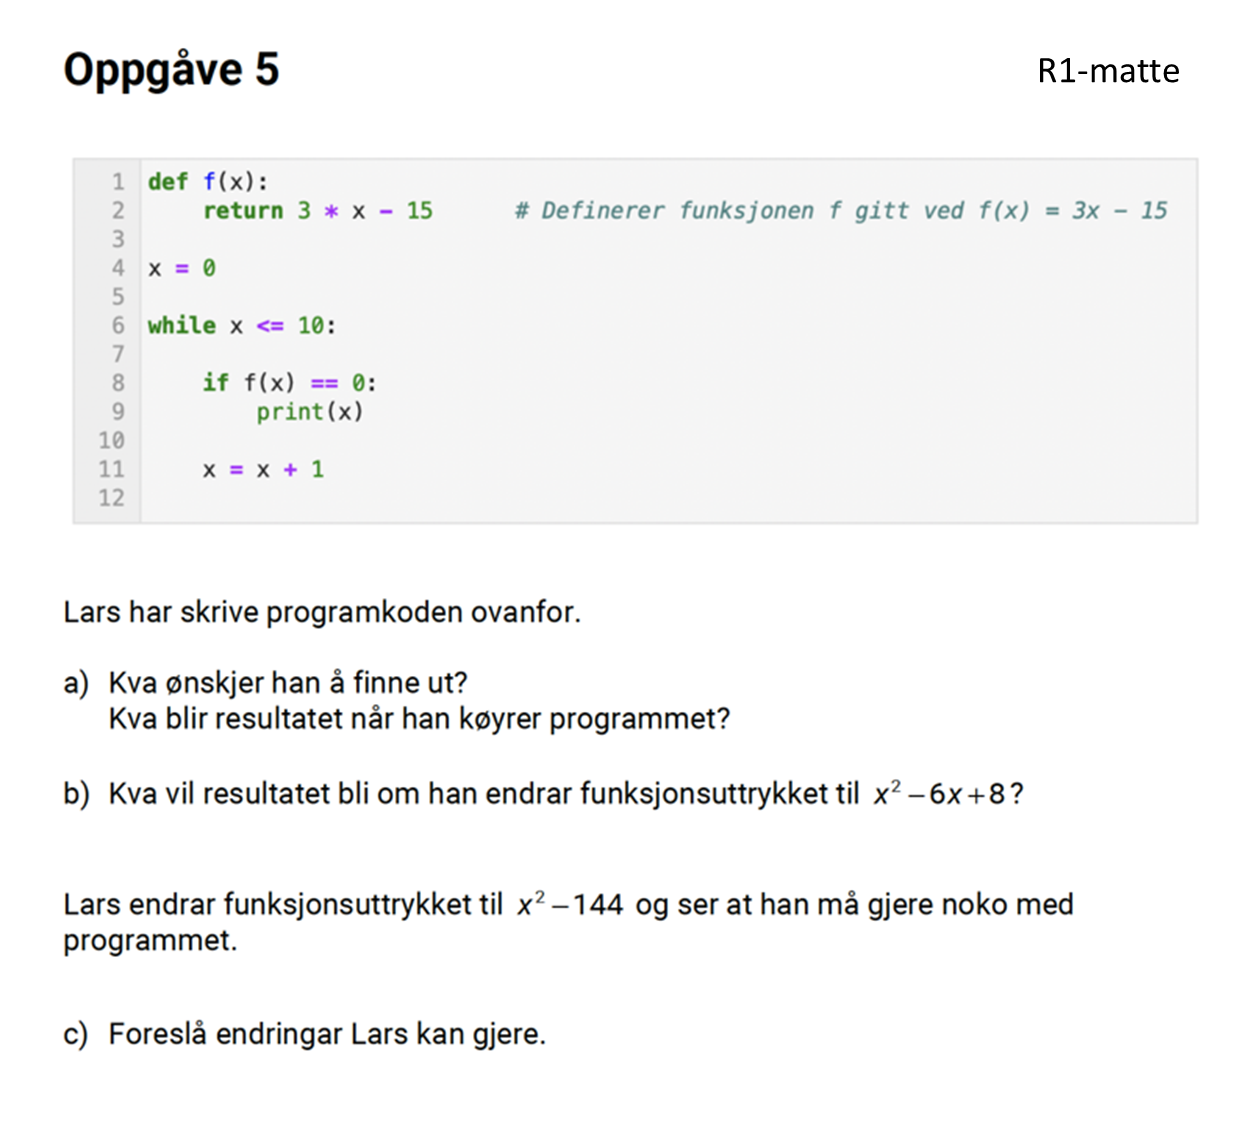 Oppgåve 5
R1-matte
1 def f(x):
2     return 3 * x - 15      # Definerer funksjonen f gitt ved f(x) = 3x - 15
3
4 x = 0
5
6 while x <= 10:
7
8     if f(x) == 0:
9         print(x)
10
11     x = x + 1
12
Lars har skrive programkoden ovanfor.
a) Kva ønskjer han å finne ut?
Kva blir resultatet når han køyrer programmet?
b) Kva vil resultatet bli om han endrar funksjonsuttrykket til x² – 6x + 8?
Lars endrar funksjonsuttrykket til x² – 144 og ser at han må gjere noko med
programmet.
c) Foreslå endringar Lars kan gjere.